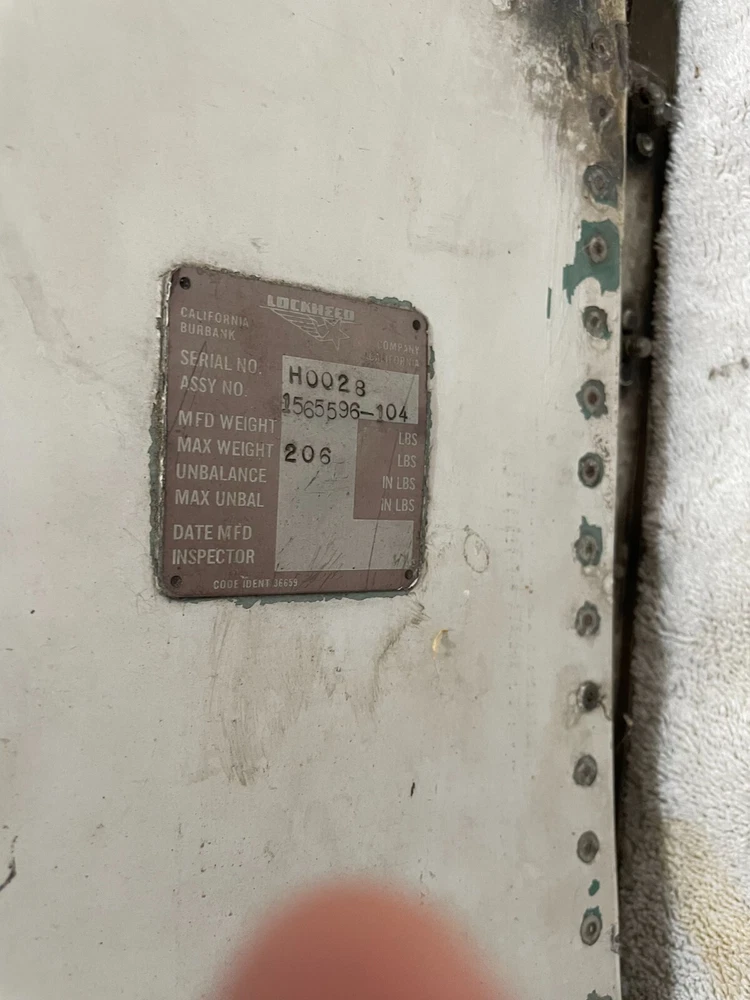 LOCKHEED
CALIFORNIA COMPANY
BURBANK CALIFORNIA
SERIAL NO. H0028
ASSY NO. 1565596-104
MFD WEIGHT LBS
MAX WEIGHT 206 LBS
UNBALANCE IN LBS
MAX UNBAL IN LBS
DATE MFD
INSPECTOR
CODE IDENT